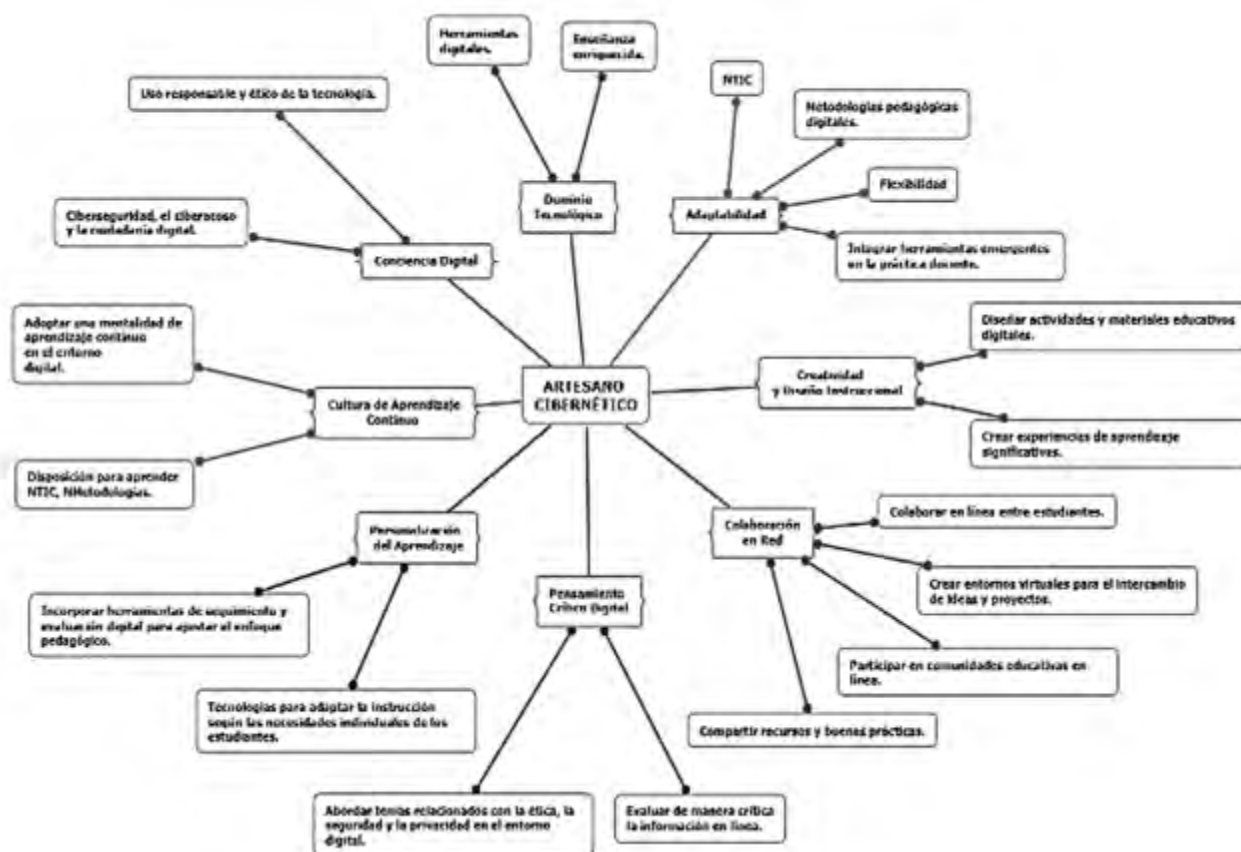 Herramientas
digitales.
Enseñanza
enriquecida.
NTIC
Metodologías pedagógicas
digitales.
Flexibilidad
Integrar herramientas emergentes
en la práctica docente.
Uso responsable y ético de la tecnología.
Dominio
Tecnológico
Adaptabilidad
Ciberseguridad, el ciberacoso
y la ciudadanía digital.
Conciencia Digital
Adoptar una mentalidad de
aprendizaje continuo
en el entorno
digital.
Diseñar actividades y materiales educativos
digitales.
ARTESANO
CIBERNÉTICO
Creatividad
y Diseño Instruccional
Cultura de Aprendizaje
Continuo
Crear experiencias de aprendizaje
significativas.
Disposición para aprender
NTIC, NMetodologías.
Personalización
del Aprendizaje
Colaboración
en Red
Colaborar en línea entre estudiantes.
Crear entornos virtuales para el intercambio
de ideas y proyectos.
Pensamiento
Crítico Digital
Incorporar herramientas de seguimiento y
evaluación digital para ajustar el enfoque
pedagógico.
Participar en comunidades educativas en
línea.
Tecnologías para adaptar la instrucción
según las necesidades individuales de los
estudiantes.
Compartir recursos y buenas prácticas.
Abordar temas relacionados con la ética, la
seguridad y la privacidad en el entorno
digital.
Evaluar de manera crítica
la información en línea.